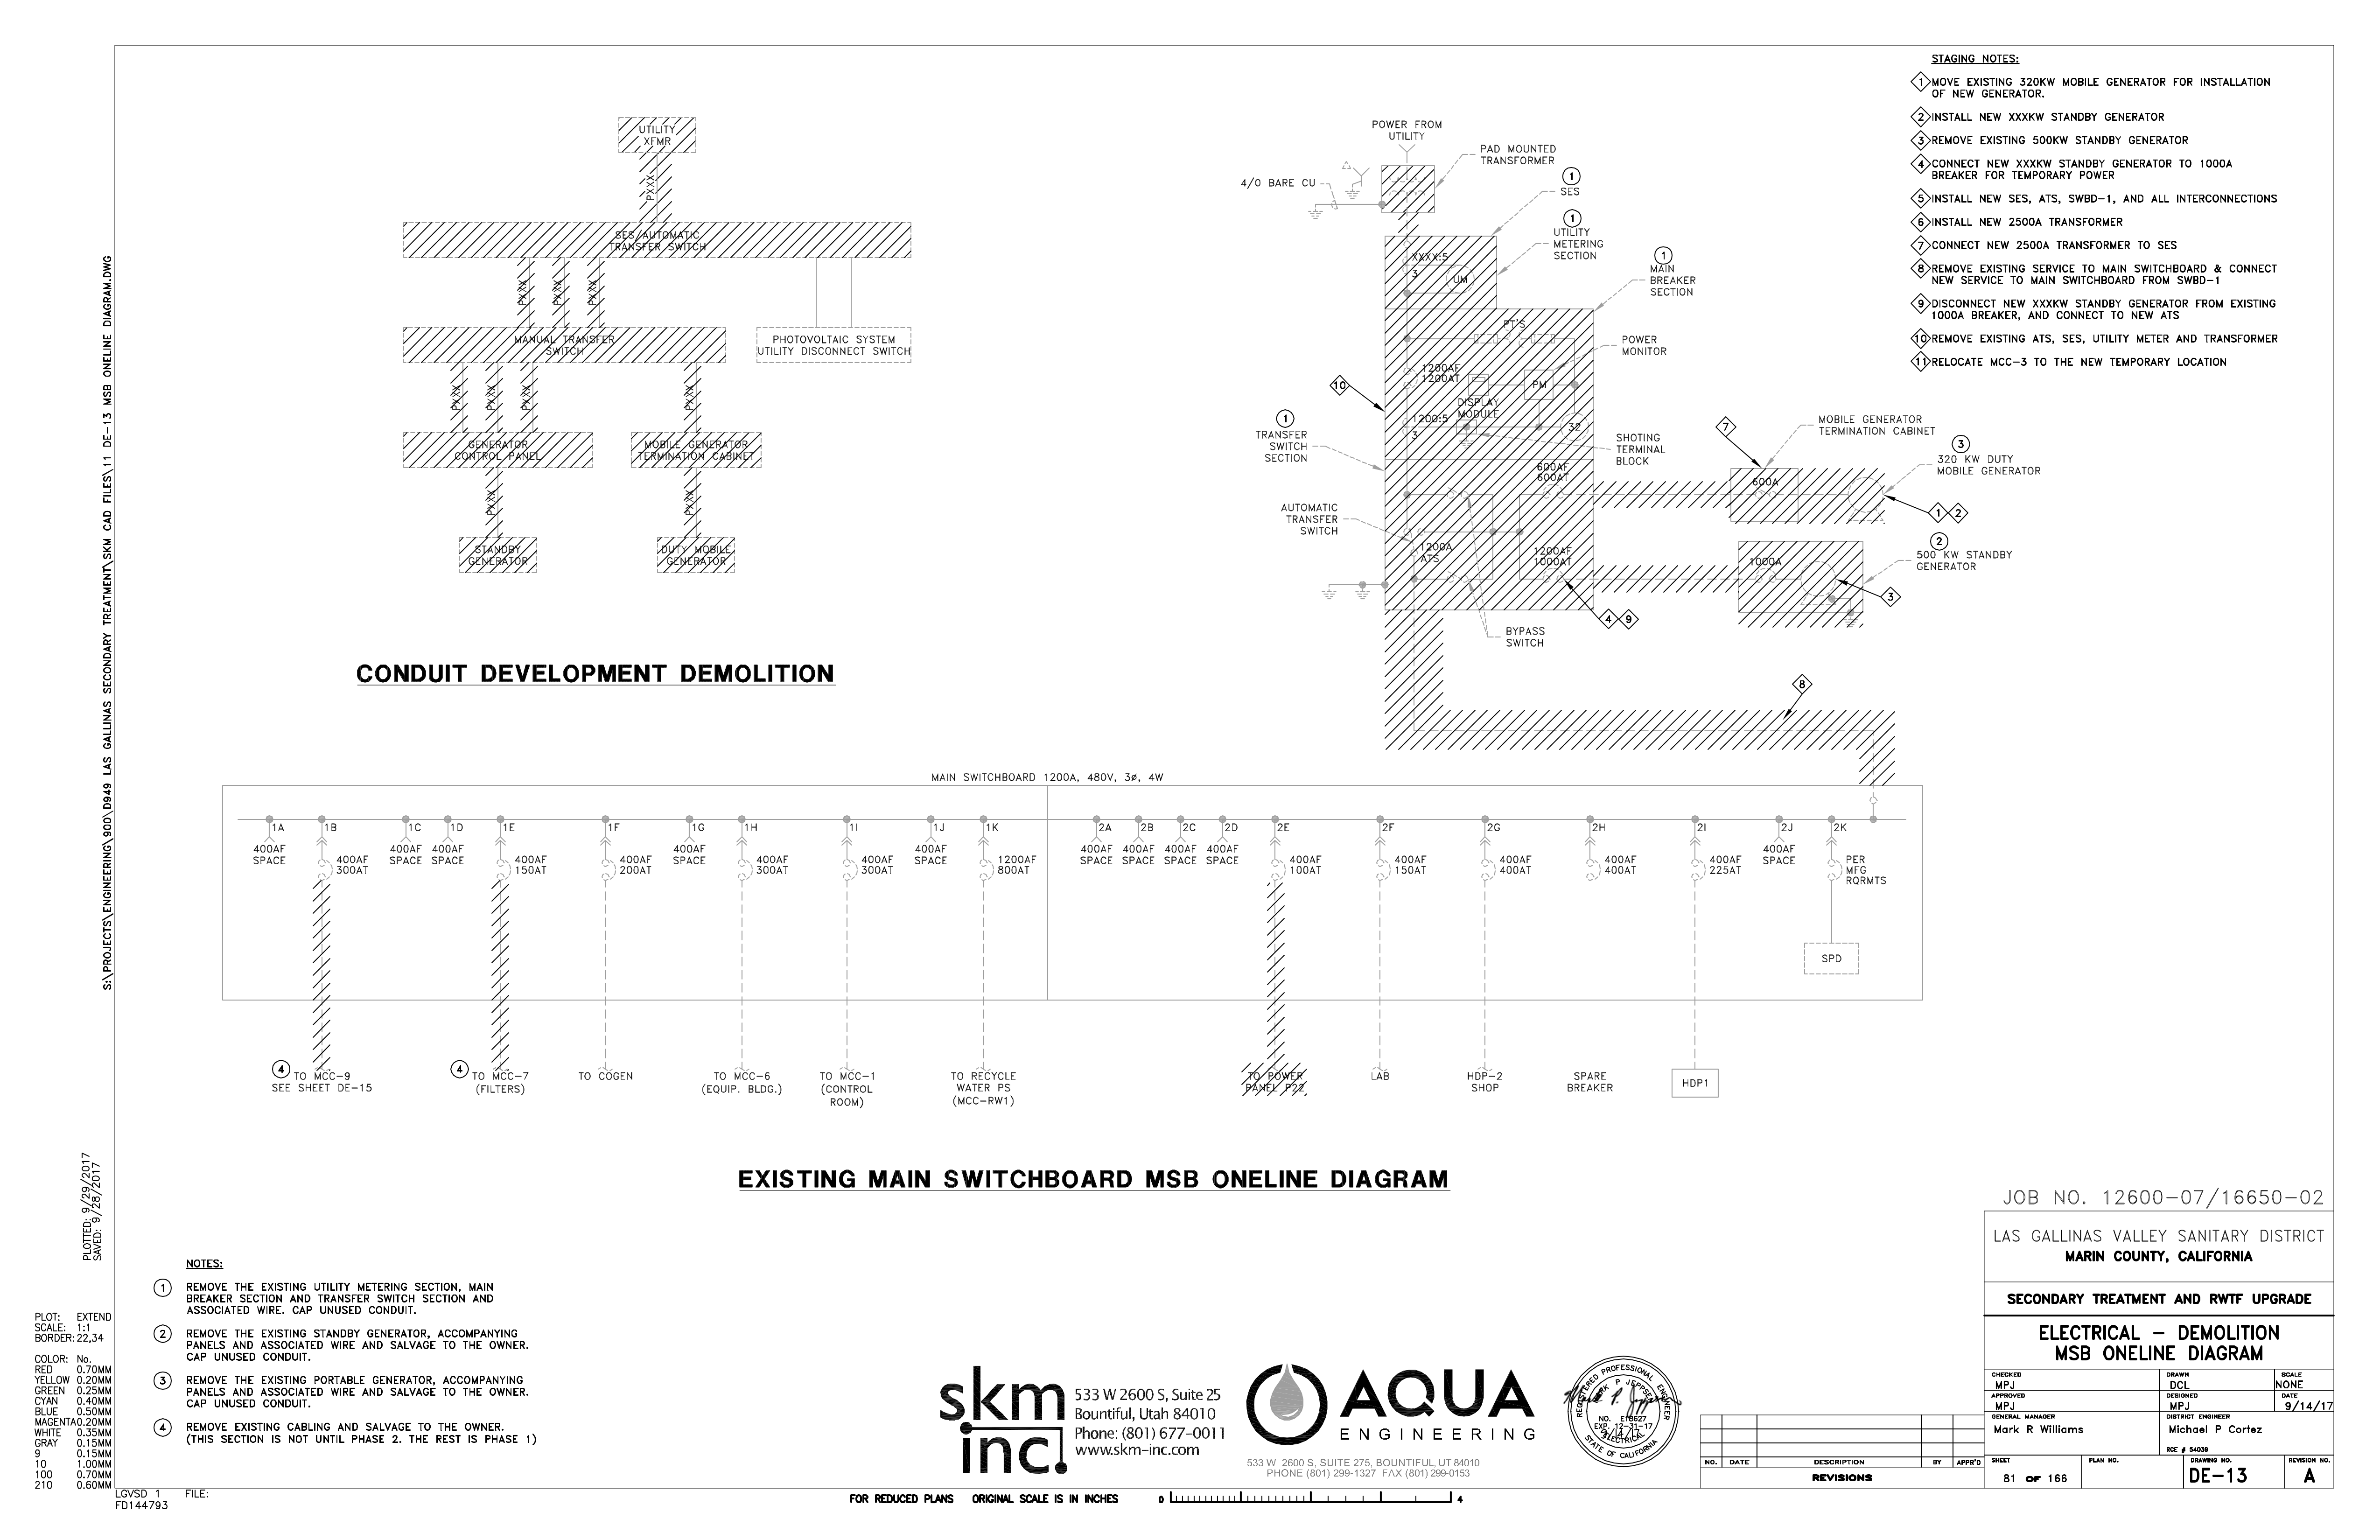 STAGING NOTES:
1 MOVE EXISTING 320KW MOBILE GENERATOR FOR INSTALLATION
OF NEW GENERATOR.
2 INSTALL NEW XXXKW STANDBY GENERATOR
3 REMOVE EXISTING 500KW STANDBY GENERATOR
4 CONNECT NEW XXXKW STANDBY GENERATOR TO 1000A
BREAKER FOR TEMPORARY POWER
5 INSTALL NEW SES, ATS, SWBD-1, AND ALL INTERCONNECTIONS
6 INSTALL NEW 2500A TRANSFORMER
7 CONNECT NEW 2500A TRANSFORMER TO SES
8 REMOVE EXISTING SERVICE TO MAIN SWITCHBOARD & CONNECT
NEW SERVICE TO MAIN SWITCHBOARD FROM SWBD-1
9 DISCONNECT NEW XXXKW STANDBY GENERATOR FROM EXISTING
1000A BREAKER, AND CONNECT TO NEW ATS
10 REMOVE EXISTING ATS, SES, UTILITY METER AND TRANSFORMER
11 RELOCATE MCC-3 TO THE NEW TEMPORARY LOCATION
UTILITY
XFMR
PXXX
SES/AUTOMATIC
TRANSFER SWITCH
PXXX PXXX PXXX
MANUAL TRANSFER
SWITCH
PHOTOVOLTAIC SYSTEM
UTILITY DISCONNECT SWITCH
PXXX PXXX PXXX PXXX
GENERATOR
CONTROL PANEL
MOBILE GENERATOR
TERMINATION CABINET
PXXX PXXX
STANDBY
GENERATOR
DUTY MOBILE
GENERATOR
CONDUIT DEVELOPMENT DEMOLITION
POWER FROM
UTILITY
PAD MOUNTED
TRANSFORMER
4/0 BARE CU
1
SES
1
UTILITY
METERING
SECTION
XXXX:5
3
UM
1
MAIN
BREAKER
SECTION
PT'S
POWER
MONITOR
1200AF
1200AT
PM
DISPLAY
MODULE
1200:5
3
32
10
1
TRANSFER
SWITCH
SECTION
SHOTING
TERMINAL
BLOCK
600AF
600AT
7
MOBILE GENERATOR
TERMINATION CABINET
3
320 KW DUTY
MOBILE GENERATOR
600A
1 2
AUTOMATIC
TRANSFER
SWITCH
1200A
ATS
1200AF
1000AT
1000A
2
500 KW STANDBY
GENERATOR
3
4 9
BYPASS
SWITCH
8
MAIN SWITCHBOARD 1200A, 480V, 3ø, 4W
1A 1B 1C 1D 1E 1F 1G 1H 1I 1J 1K 2A 2B 2C 2D 2E 2F 2G 2H 2I 2J 2K
400AF
SPACE
400AF
300AT
400AF
SPACE
400AF
SPACE
400AF
150AT
400AF
200AT
400AF
SPACE
400AF
300AT
400AF
300AT
400AF
SPACE
1200AF
800AT
400AF
SPACE
400AF
SPACE
400AF
SPACE
400AF
SPACE
400AF
100AT
400AF
150AT
400AF
400AT
400AF
400AT
400AF
225AT
400AF
SPACE
PER
MFG
RQRMTS
SPD
4 TO MCC-9
SEE SHEET DE-15
4 TO MCC-7
(FILTERS)
TO COGEN
TO MCC-6
(EQUIP. BLDG.)
TO MCC-1
(CONTROL
ROOM)
TO RECYCLE
WATER PS
(MCC-RW1)
TO POWER
PANEL P22
LAB
HDP-2
SHOP
SPARE
BREAKER
HDP1
EXISTING MAIN SWITCHBOARD MSB ONELINE DIAGRAM
NOTES:
1 REMOVE THE EXISTING UTILITY METERING SECTION, MAIN
BREAKER SECTION AND TRANSFER SWITCH SECTION AND
ASSOCIATED WIRE. CAP UNUSED CONDUIT.
2 REMOVE THE EXISTING STANDBY GENERATOR, ACCOMPANYING
PANELS AND ASSOCIATED WIRE AND SALVAGE TO THE OWNER.
CAP UNUSED CONDUIT.
3 REMOVE THE EXISTING PORTABLE GENERATOR, ACCOMPANYING
PANELS AND ASSOCIATED WIRE AND SALVAGE TO THE OWNER.
CAP UNUSED CONDUIT.
4 REMOVE EXISTING CABLING AND SALVAGE TO THE OWNER.
(THIS SECTION IS NOT UNTIL PHASE 2. THE REST IS PHASE 1)
S:\PROJECTS\ENGINEERING\900\D949 LAS GALLINAS SECONDARY TREATMENT\SKM CAD FILES\11 DE-13 MSB ONELINE DIAGRAM.DWG
PLOTTED: 9/29/2017
SAVED: 9/28/2017
PLOT: EXTEND
SCALE: 1:1
BORDER: 22,34
COLOR: No.
RED 0.70MM
YELLOW 0.20MM
GREEN 0.25MM
CYAN 0.40MM
BLUE 0.50MM
MAGENTA 0.20MM
WHITE 0.35MM
GRAY 0.15MM
9 0.15MM
10 1.00MM
100 0.70MM
210 0.60MM
LGVSD 1 FILE:
FD144793
skm
inc.
533 W 2600 S, Suite 25
Bountiful, Utah 84010
Phone: (801) 677-0011
www.skm-inc.com
AQUA
ENGINEERING
533 W 2600 S, SUITE 275, BOUNTIFUL, UT 84010
PHONE (801) 299-1327 FAX (801) 299-0153
REGISTERED PROFESSIONAL ENGINEER
MARK P JEPPSEN
NO. E18627
EXP. 12-31-17
ELECTRICAL
STATE OF CALIFORNIA
FOR REDUCED PLANS ORIGINAL SCALE IS IN INCHES 0 4
NO. DATE DESCRIPTION BY APPR'D
REVISIONS
JOB NO. 12600-07/16650-02
LAS GALLINAS VALLEY SANITARY DISTRICT
MARIN COUNTY, CALIFORNIA
SECONDARY TREATMENT AND RWTF UPGRADE
ELECTRICAL - DEMOLITION
MSB ONELINE DIAGRAM
CHECKED DRAWN SCALE
MPJ DCL NONE
APPROVED DESIGNED DATE
MPJ MPJ 9/14/17
GENERAL MANAGER DISTRICT ENGINEER
Mark R Williams Michael P Cortez
RCE # 54038
SHEET PLAN NO. DRAWING NO. REVISION NO.
81 OF 166 DE-13 A